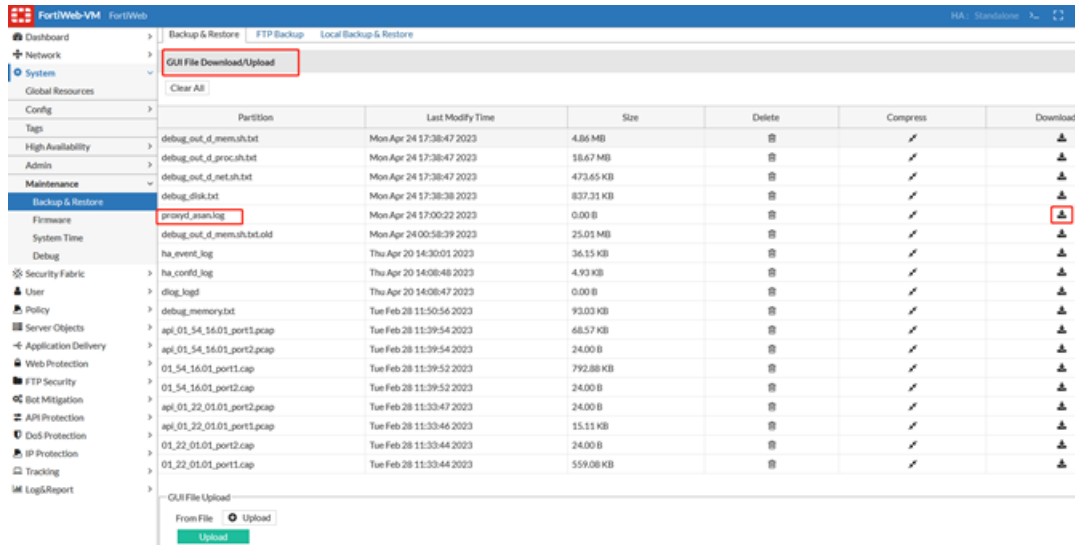 FortiWeb-VM FortiWeb HA: Standalone >_
Dashboard
Network
System
Global Resources
Config
Tags
High Availability
Admin
Maintenance
Backup & Restore
Firmware
System Time
Debug
Security Fabric
User
Policy
Server Objects
Application Delivery
Web Protection
FTP Security
Bot Mitigation
API Protection
DoS Protection
IP Protection
Tracking
Log&Report
Backup & Restore FTP Backup Local Backup & Restore
GUI File Download/Upload
Clear All
Partition Last Modify Time Size Delete Compress Download
debug_out_d_mem.sh.txt Mon Apr 24 17:38:47 2023 4.86 MB
debug_out_d_proc.sh.txt Mon Apr 24 17:38:47 2023 18.67 MB
debug_out_d_net.sh.txt Mon Apr 24 17:38:47 2023 473.65 KB
debug_disk.txt Mon Apr 24 17:38:38 2023 837.31 KB
proxyd_asan.log Mon Apr 24 17:00:22 2023 0.00 B
debug_out_d_mem.sh.txt.old Mon Apr 24 00:58:39 2023 25.01 MB
ha_event_log Thu Apr 20 14:30:01 2023 36.15 KB
ha_confd_log Thu Apr 20 14:08:48 2023 4.93 KB
dlog_logd Thu Apr 20 14:08:47 2023 0.00 B
debug_memory.txt Tue Feb 28 11:50:56 2023 93.03 KB
api_01_54_16.01_port1.pcap Tue Feb 28 11:39:54 2023 68.57 KB
api_01_54_16.01_port2.pcap Tue Feb 28 11:39:54 2023 24.00 B
01_54_16.01_port1.cap Tue Feb 28 11:39:52 2023 792.88 KB
01_54_16.01_port2.cap Tue Feb 28 11:39:52 2023 24.00 B
api_01_22_01.01_port2.pcap Tue Feb 28 11:33:47 2023 24.00 B
api_01_22_01.01_port1.pcap Tue Feb 28 11:33:46 2023 15.11 KB
01_22_01.01_port2.cap Tue Feb 28 11:33:44 2023 24.00 B
01_22_01.01_port1.cap Tue Feb 28 11:33:44 2023 559.08 KB
GUI File Upload
From File Upload
Upload